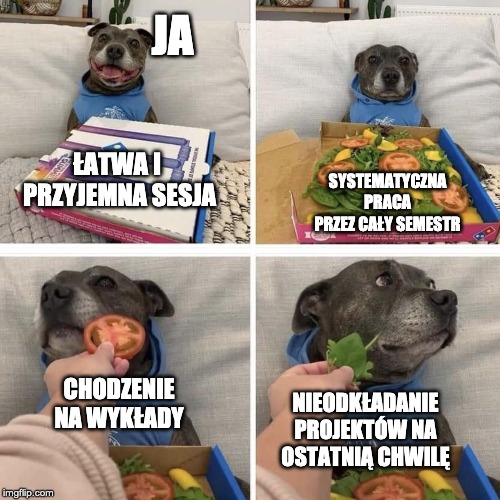 JA
ŁATWA I
PRZYJEMNA SESJA
SYSTEMATYCZNA
PRACA
PRZEZ CAŁY SEMESTR
CHODZENIE
NA WYKŁADY
NIEODKŁADANIE
PROJEKTÓW NA
OSTATNIĄ CHWILĘ
imgflip.com